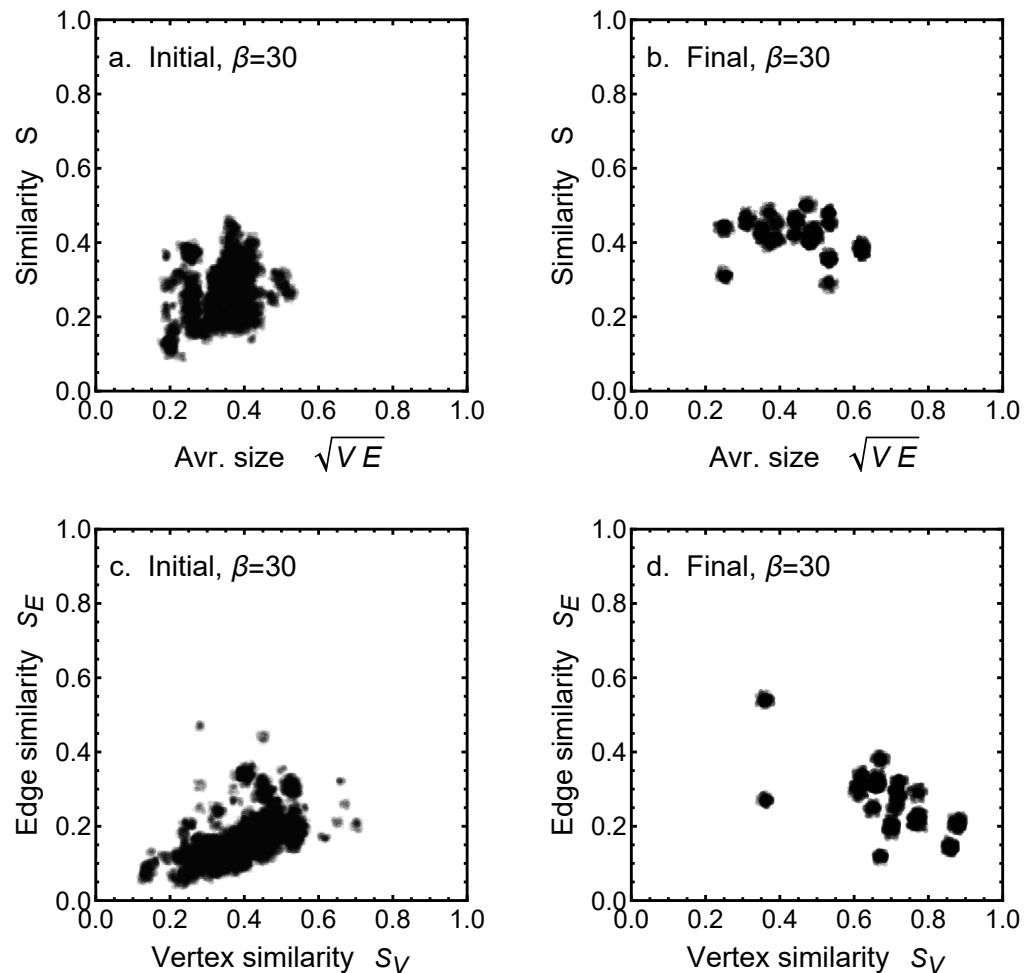 a. Initial, β=30
Similarity S
1.0
0.8
0.6
0.4
0.2
0.0
0.0 0.2 0.4 0.6 0.8 1.0
Avr. size √V E
b. Final, β=30
Similarity S
1.0
0.8
0.6
0.4
0.2
0.0
0.0 0.2 0.4 0.6 0.8 1.0
Avr. size √V E
c. Initial, β=30
Edge similarity S_E
1.0
0.8
0.6
0.4
0.2
0.0
0.0 0.2 0.4 0.6 0.8 1.0
Vertex similarity S_V
d. Final, β=30
Edge similarity S_E
1.0
0.8
0.6
0.4
0.2
0.0
0.0 0.2 0.4 0.6 0.8 1.0
Vertex similarity S_V